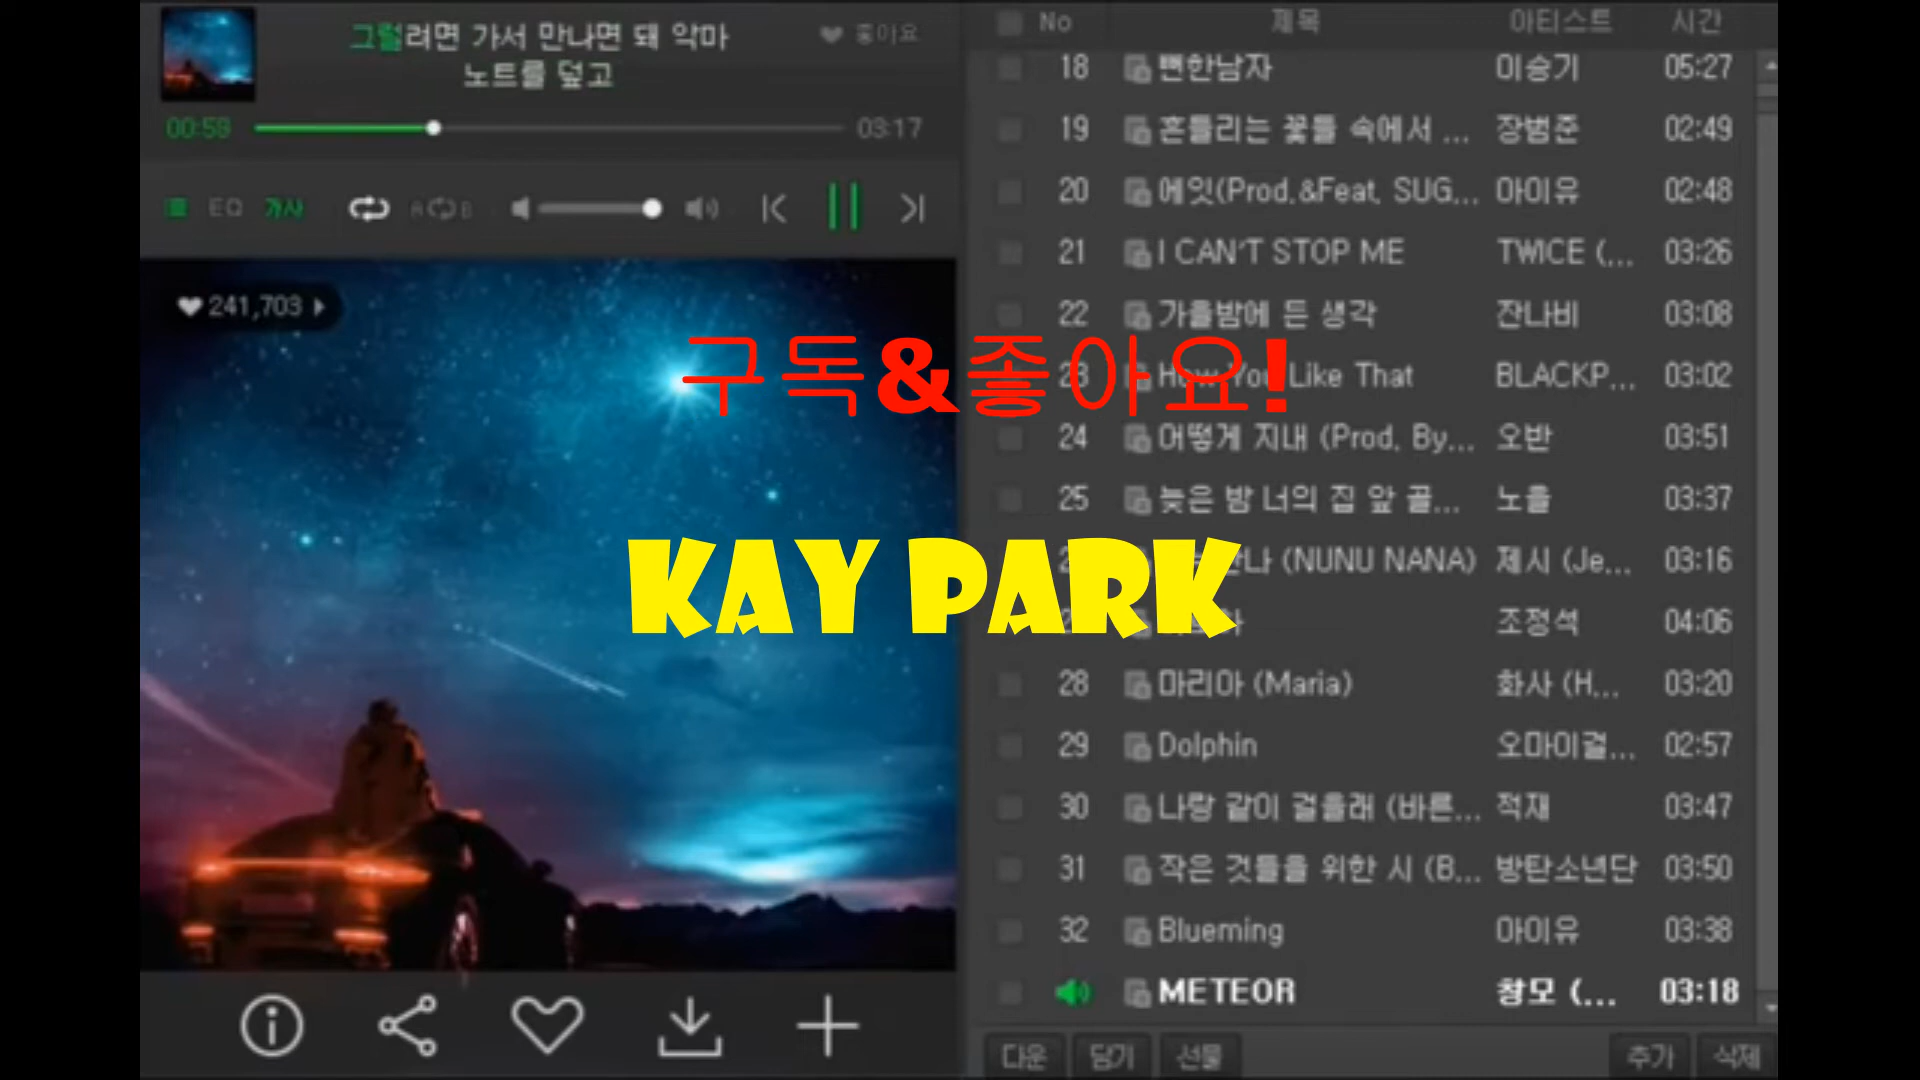 그럴려면 가서 만나면 돼 악마
노트를 덮고
좋아요
00:58
03:17
EQ 가사
A B
241,703
구독&좋아요!
KAY PARK
No 제목 아티스트 시간
18 뻔한남자 이승기 05:27
19 흔들리는 꽃들 속에서 ... 장범준 02:49
20 에잇(Prod.&Feat. SUG... 아이유 02:48
21 I CAN'T STOP ME TWICE (... 03:26
22 가을밤에 든 생각 잔나비 03:08
23 How You Like That BLACKP... 03:02
24 어떻게 지내 (Prod. By... 오반 03:51
25 늦은 밤 너의 집 앞 골... 노을 03:37
(NUNU NANA) 제시 (Je... 03:16
조정석 04:06
28 마리아 (Maria) 화사 (H... 03:20
29 Dolphin 오마이걸... 02:57
30 나랑 같이 걸을래 (바른... 적재 03:47
31 작은 것들을 위한 시 (B... 방탄소년단 03:50
32 Blueming 아이유 03:38
METEOR 창모 (... 03:18
다운 담기 선물 추가 삭제